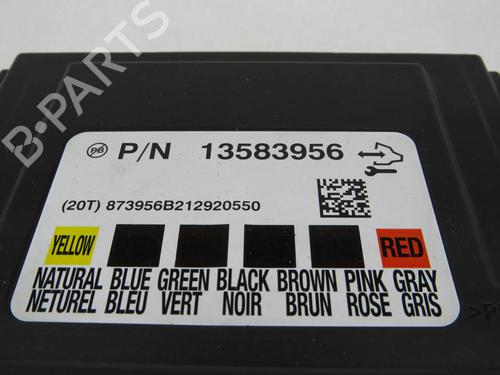 B-PARTS
P/N 13583956
(20T) 873956B212920550
YELLOW RED
NATURAL BLUE GREEN BLACK BROWN PINK GRAY
NETUREL BLEU VERT NOIR BRUN ROSE GRIS
>P